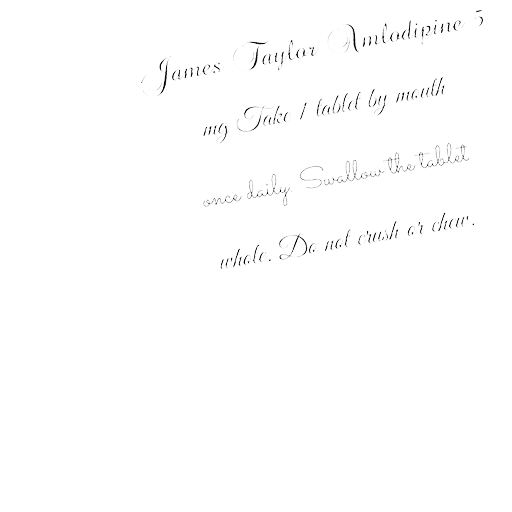 James Taylor Amlodipine 5
mg Take 1 tablet by mouth
once daily Swallow the tablet
whole. Do not crush or chew.